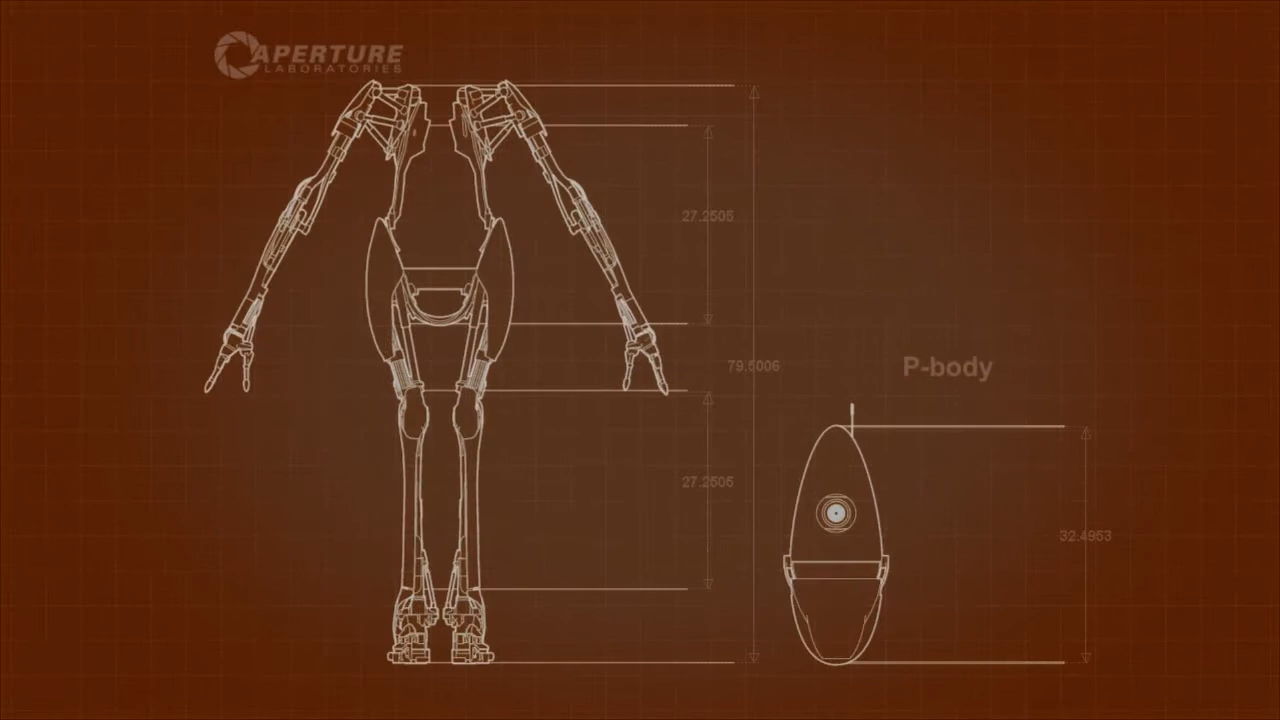 APERTURE
LABORATORIES
27.2505
79.5006
P-body
27.2505
32.4953